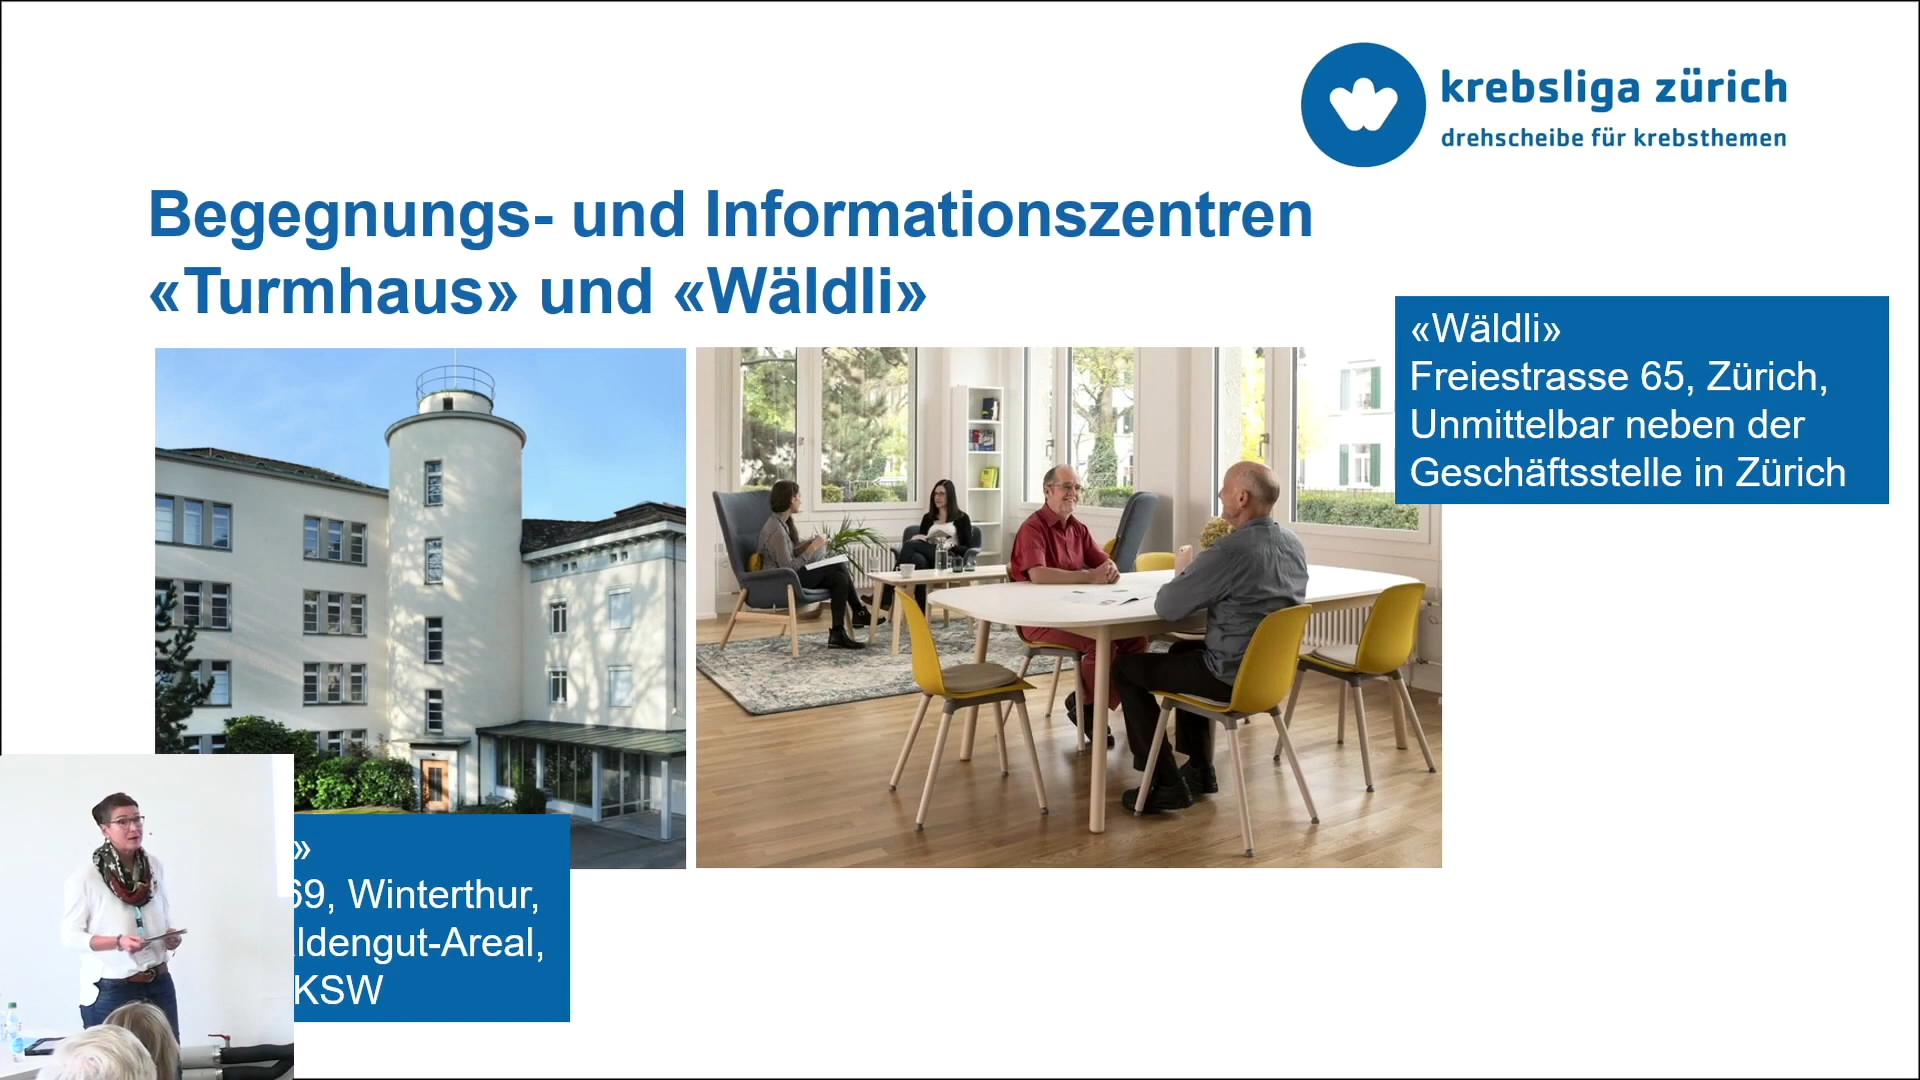 krebsliga zürich
drehscheibe für krebsthemen
Begegnungs- und Informationszentren
«Turmhaus» und «Wäldli»
«Wäldli»
Freiestrasse 65, Zürich,
Unmittelbar neben der
Geschäftsstelle in Zürich
»
69, Winterthur,
ldengut-Areal,
KSW